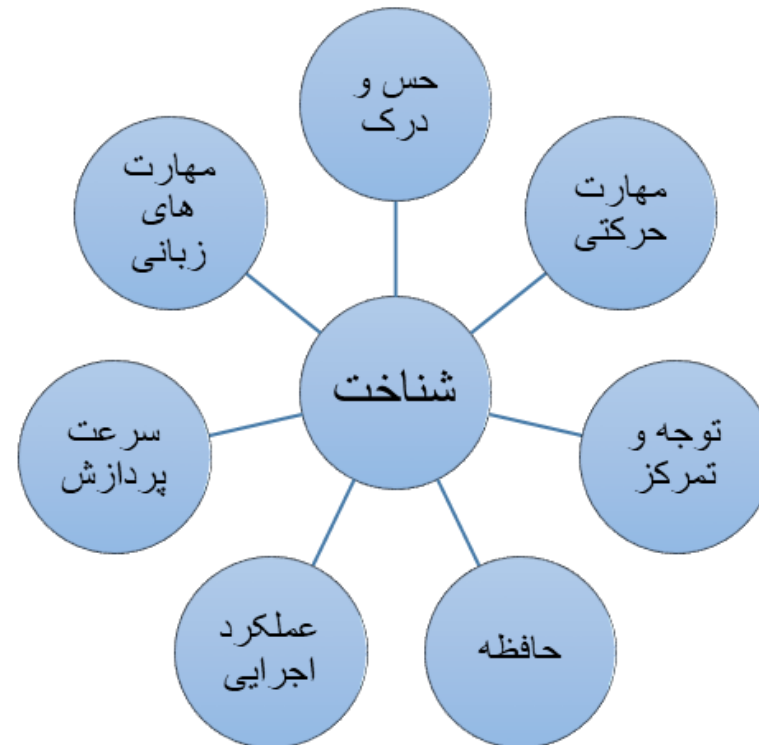 حس و
درک
مهارت
حرکتی
توجه و
تمرکز
حافظه
عملکرد
اجرایی
سرعت
پردازش
مهارت
های
زبانی
شناخت